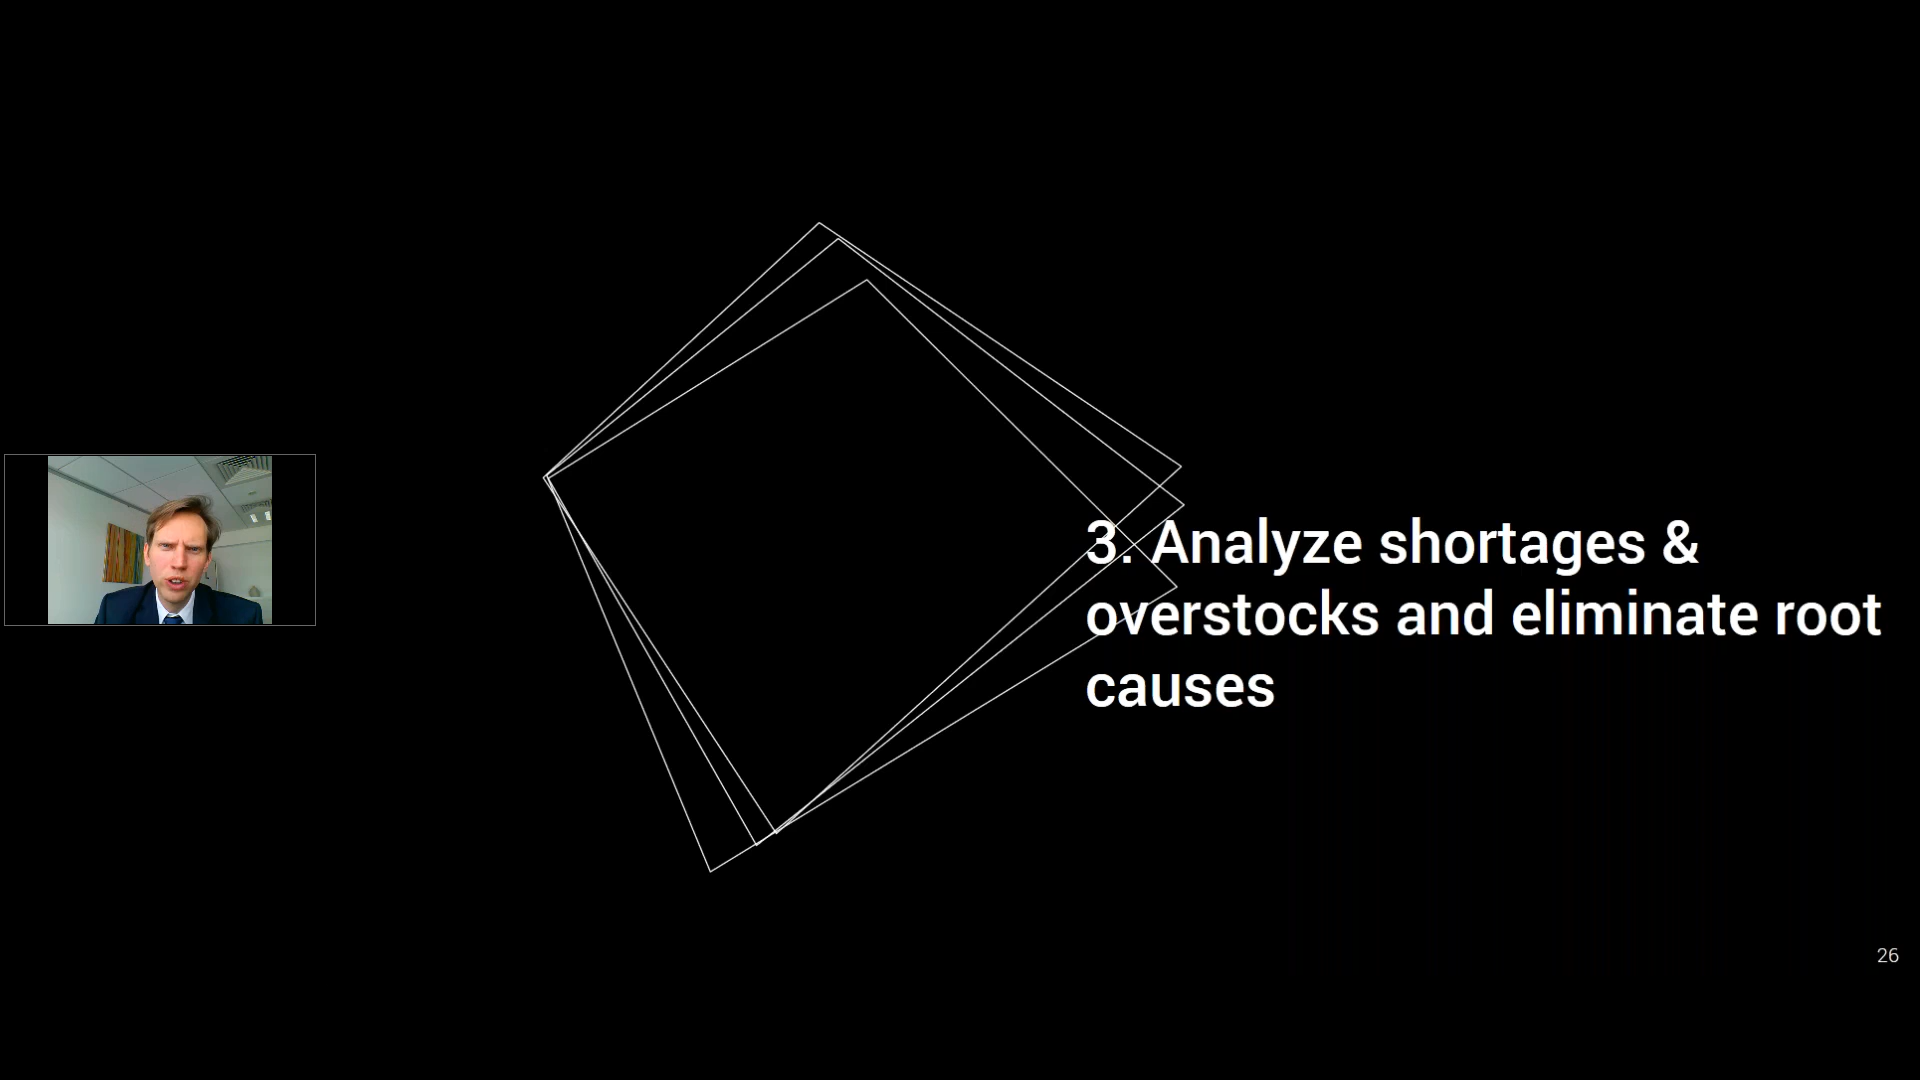 3. Analyze shortages &
overstocks and eliminate root
causes
26